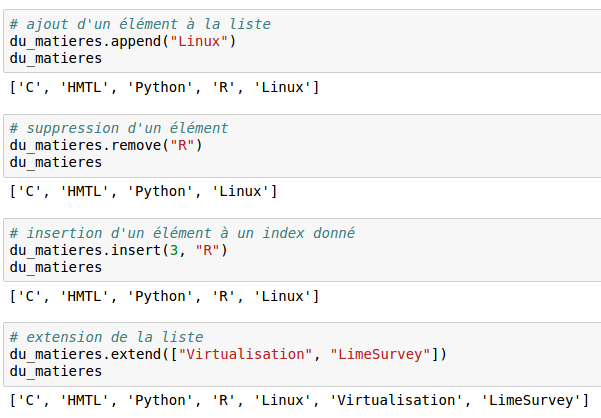 # ajout d'un élément à la liste
du_matieres.append("Linux")
du_matieres
['C', 'HMTL', 'Python', 'R', 'Linux']
# suppression d'un élément
du_matieres.remove("R")
du_matieres
['C', 'HMTL', 'Python', 'Linux']
# insertion d'un élément à un index donné
du_matieres.insert(3, "R")
du_matieres
['C', 'HMTL', 'Python', 'R', 'Linux']
# extension de la liste
du_matieres.extend(["Virtualisation", "LimeSurvey"])
du_matieres
['C', 'HMTL', 'Python', 'R', 'Linux', 'Virtualisation', 'LimeSurvey']